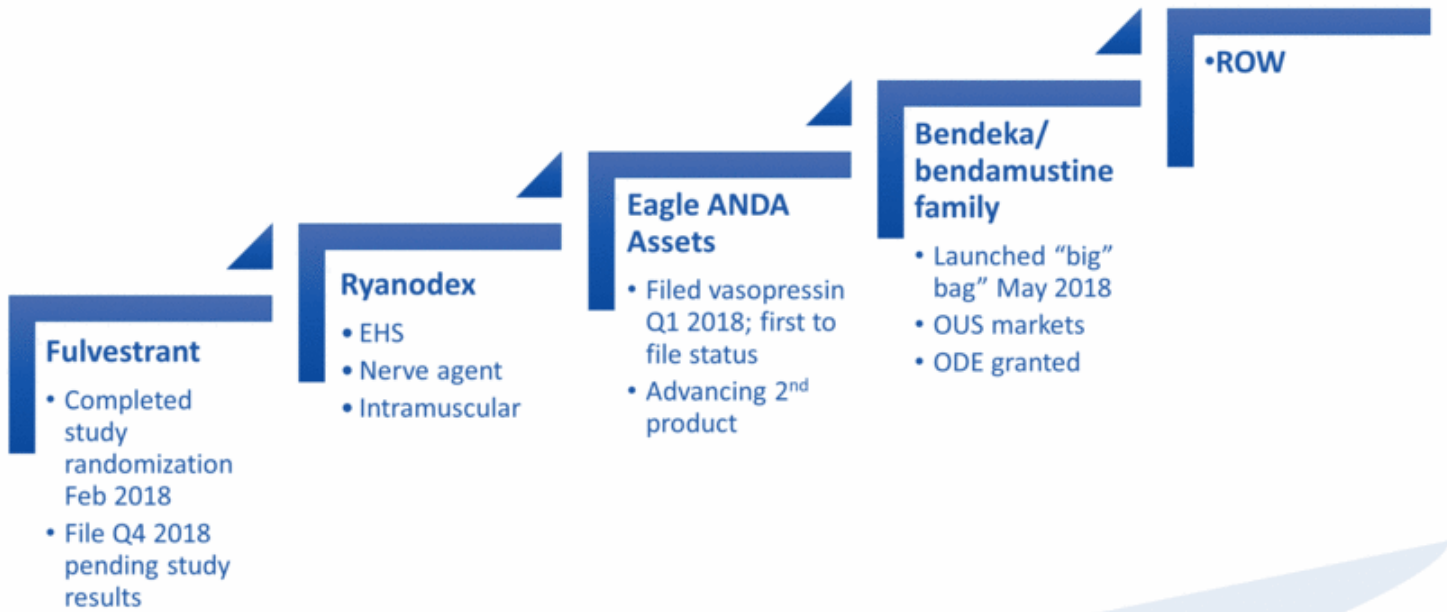 Fulvestrant
• Completed
study
randomization
Feb 2018
• File Q4 2018
pending study
results
Ryanodex
• EHS
• Nerve agent
• Intramuscular
Eagle ANDA
Assets
• Filed vasopressin
Q1 2018; first to
file status
• Advancing 2nd
product
Bendeka/
bendamustine
family
• Launched “big”
bag” May 2018
• OUS markets
• ODE granted
•ROW